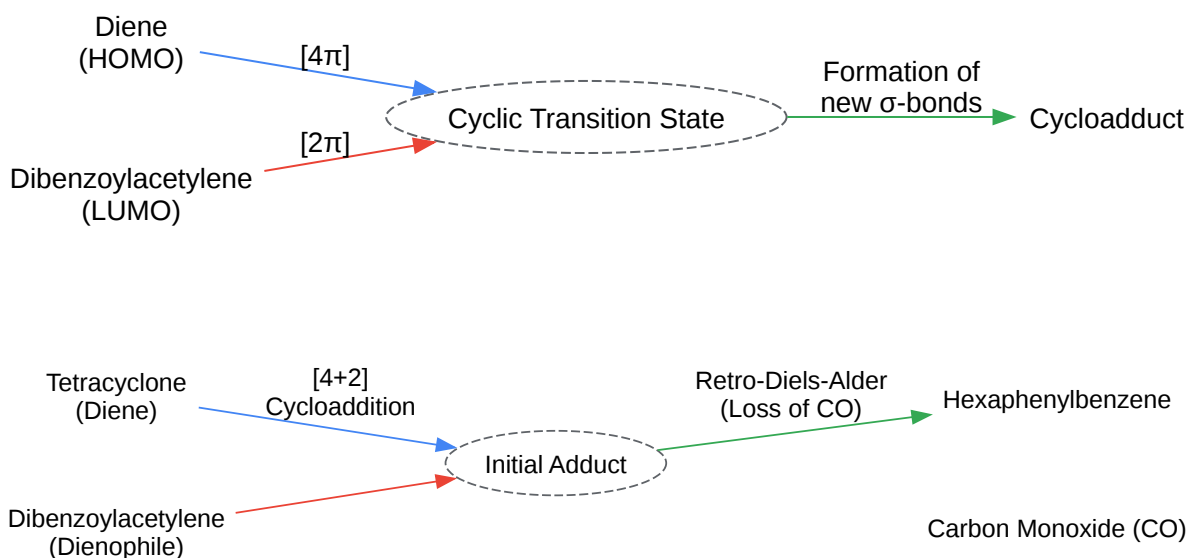 Diene
(HOMO)
[4π]
Formation of
new σ-bonds
Cyclic Transition State
Cycloadduct
[2π]
Dibenzoylacetylene
(LUMO)
Tetracyclone
(Diene)
[4+2]
Cycloaddition
Retro-Diels-Alder
(Loss of CO)
Hexaphenylbenzene
Initial Adduct
Dibenzoylacetylene
(Dienophile)
Carbon Monoxide (CO)